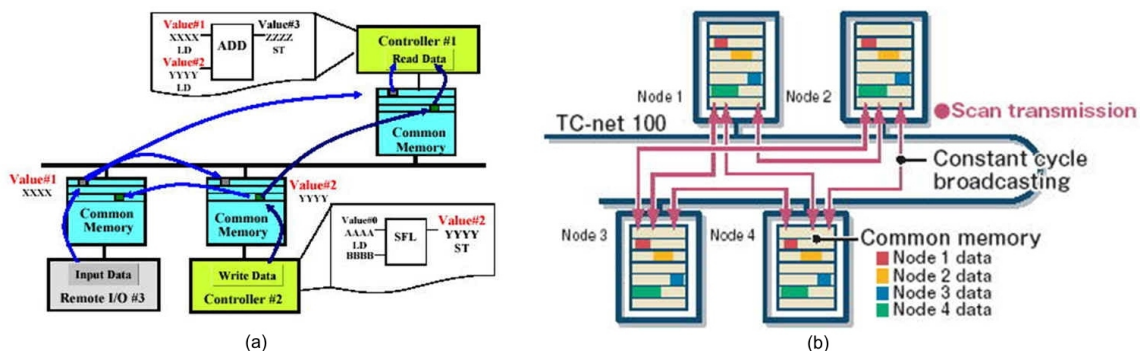 Value#1
XXXX
LD
Value#2
YYYY
LD
ADD
Value#3
ZZZZ
ST
Controller #1
Read Data
Common
Memory
Value#1
XXXX
Common
Memory
Common
Memory
Value#2
YYYY
Input Data
Remote I/O #3
Write Data
Controller #2
Value#0
AAAA
LD
BBBB
SFL
Value#2
YYYY
ST
(a)
Node 1
Node 2
Scan transmission
TC-net 100
Constant cycle
broadcasting
Node 3
Node 4
Common memory
Node 1 data
Node 2 data
Node 3 data
Node 4 data
(b)